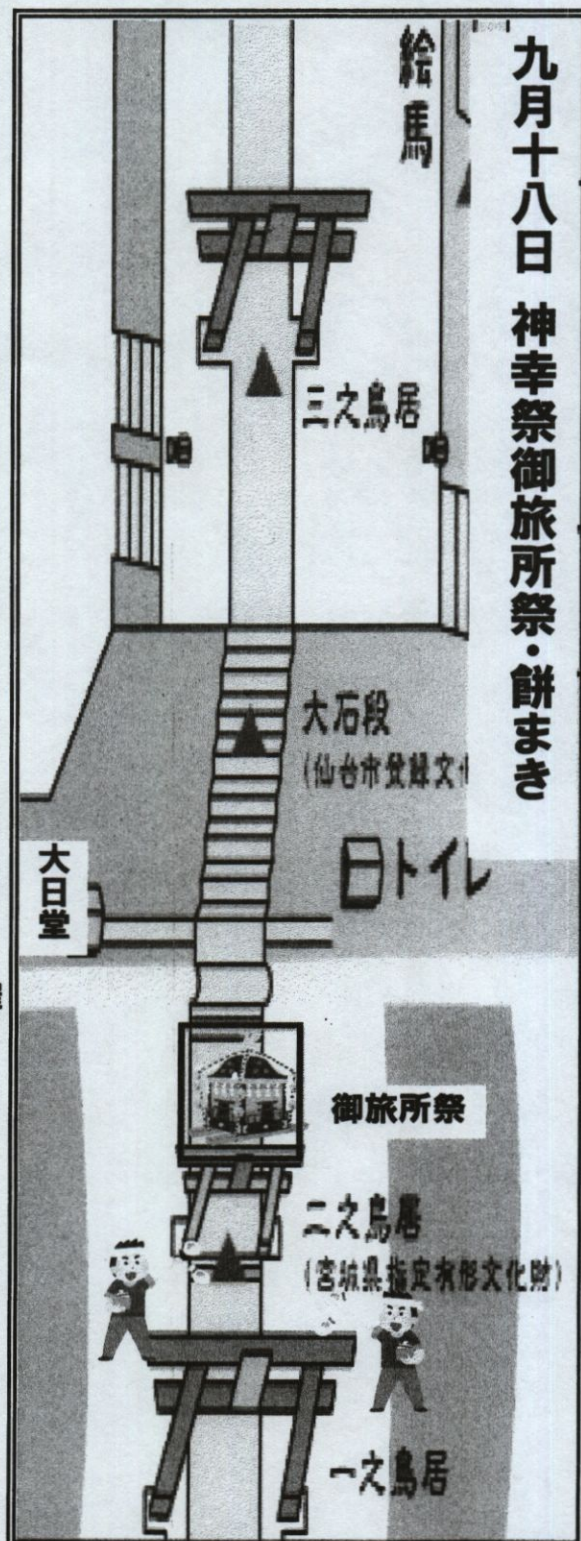 九月十八日 神幸祭御旅所祭・餅まき
絵馬
三之鳥居
大石段
(仙台市登録文
トイレ
大日堂
御旅所祭
二之鳥居
(宮城県指定有形文化財)
一之鳥居